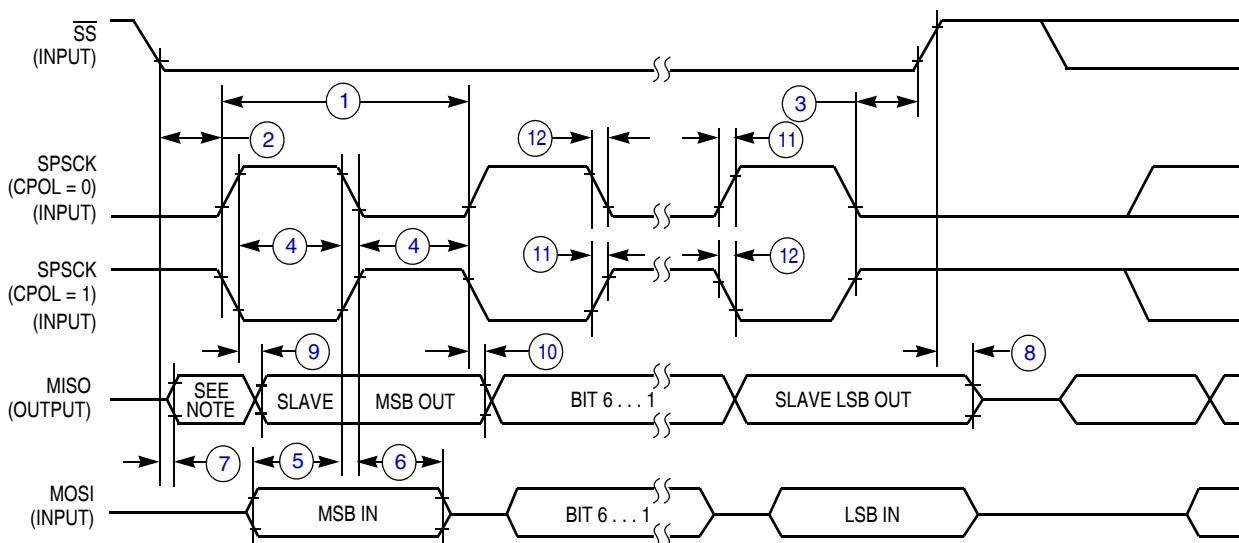 SS
(INPUT)
1
3
2
12
11
SPSCK
(CPOL = 0)
(INPUT)
4
4
11
12
SPSCK
(CPOL = 1)
(INPUT)
9
10
8
MISO
(OUTPUT)
SEE
NOTE
SLAVE
MSB OUT
BIT 6 . . . 1
SLAVE LSB OUT
7
5
6
MOSI
(INPUT)
MSB IN
BIT 6 . . . 1
LSB IN